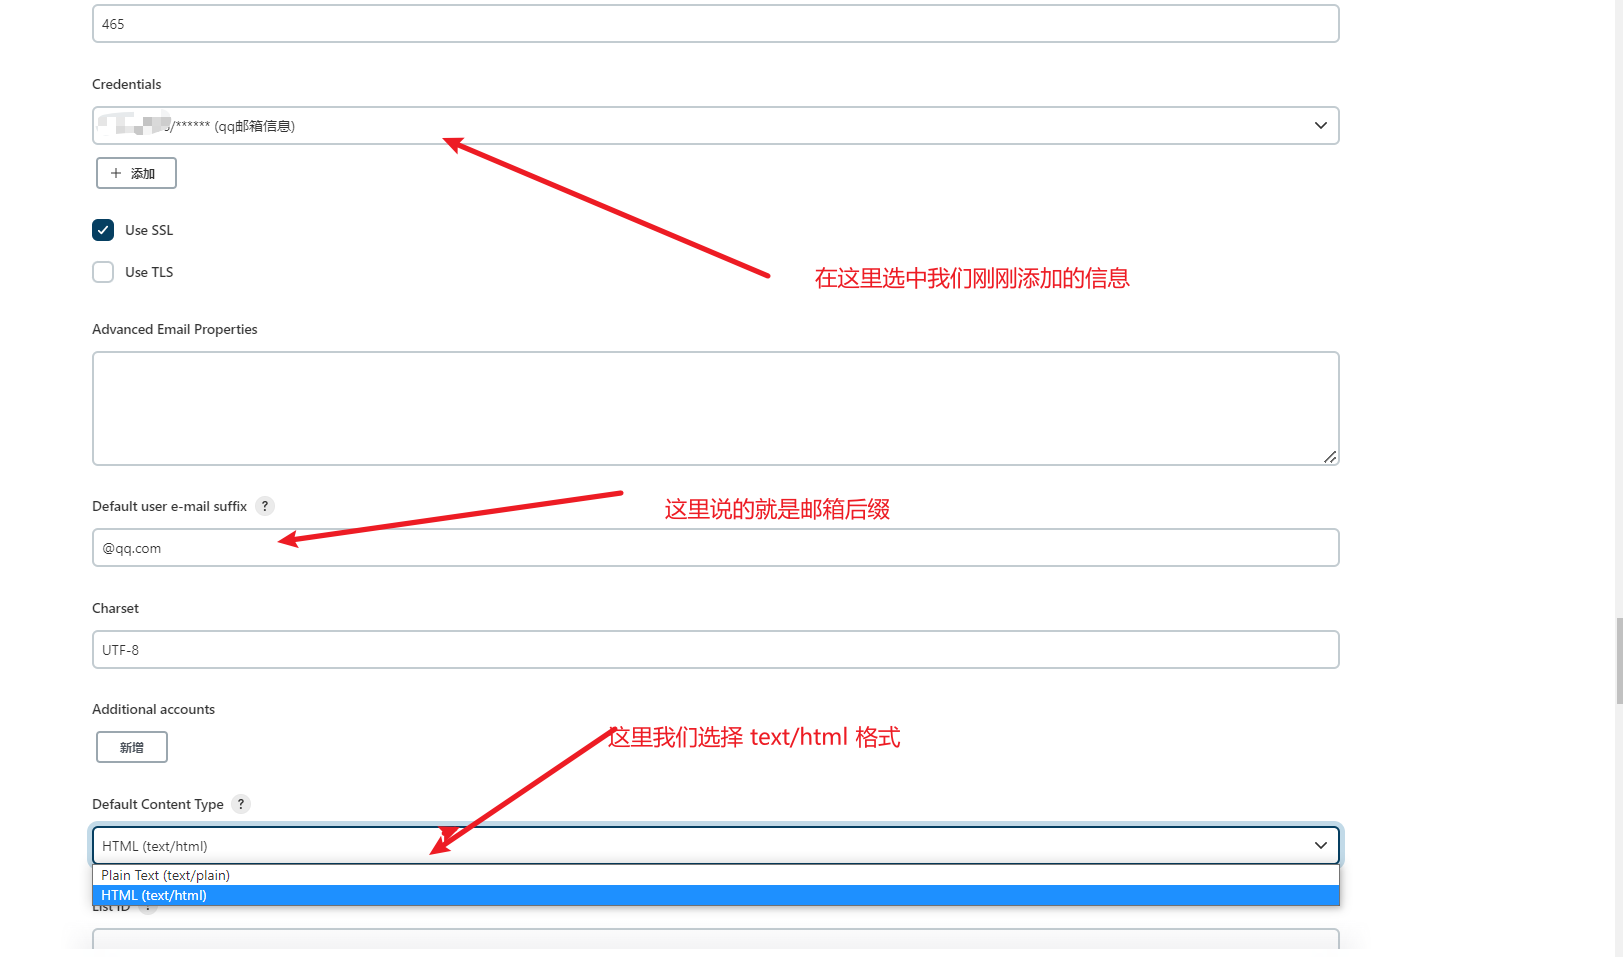 465
Credentials
/****** (qq邮箱信息)
添加
Use SSL
Use TLS
在这里选中我们刚刚添加的信息
Advanced Email Properties
Default user e-mail suffix ?
这里说的就是邮箱后缀
@qq.com
Charset
UTF-8
Additional accounts
新增
这里我们选择 text/html 格式
Default Content Type ?
HTML (text/html)
Plain Text (text/plain)
HTML (text/html)
List ID ?